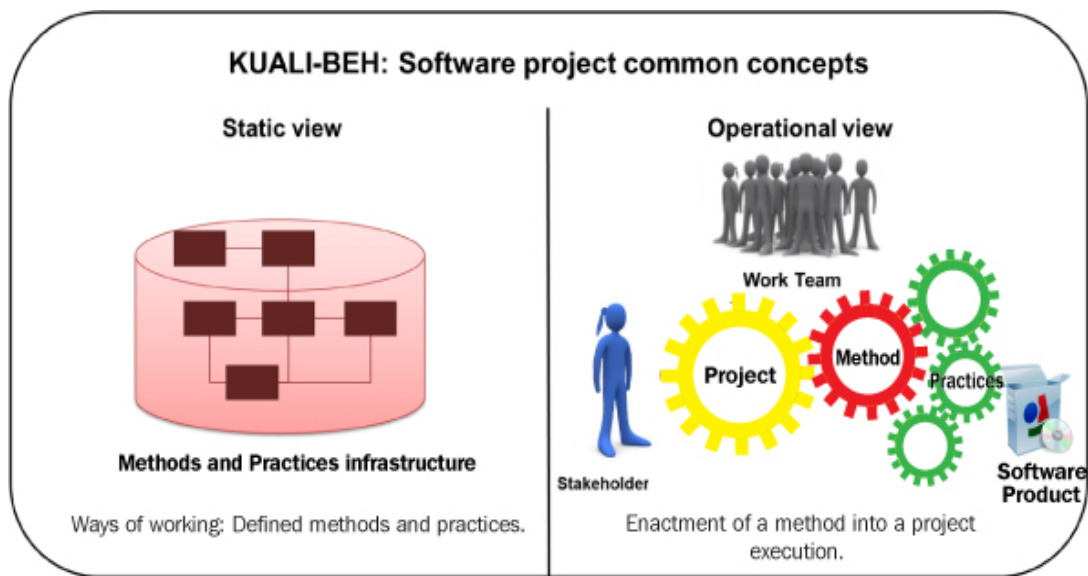 KUALI-BEH: Software project common concepts
Static view
Methods and Practices infrastructure
Ways of working: Defined methods and practices.
Operational view
Work Team
Project
Method
Practices
Stakeholder
Software
Product
Enactment of a method into a project
execution.